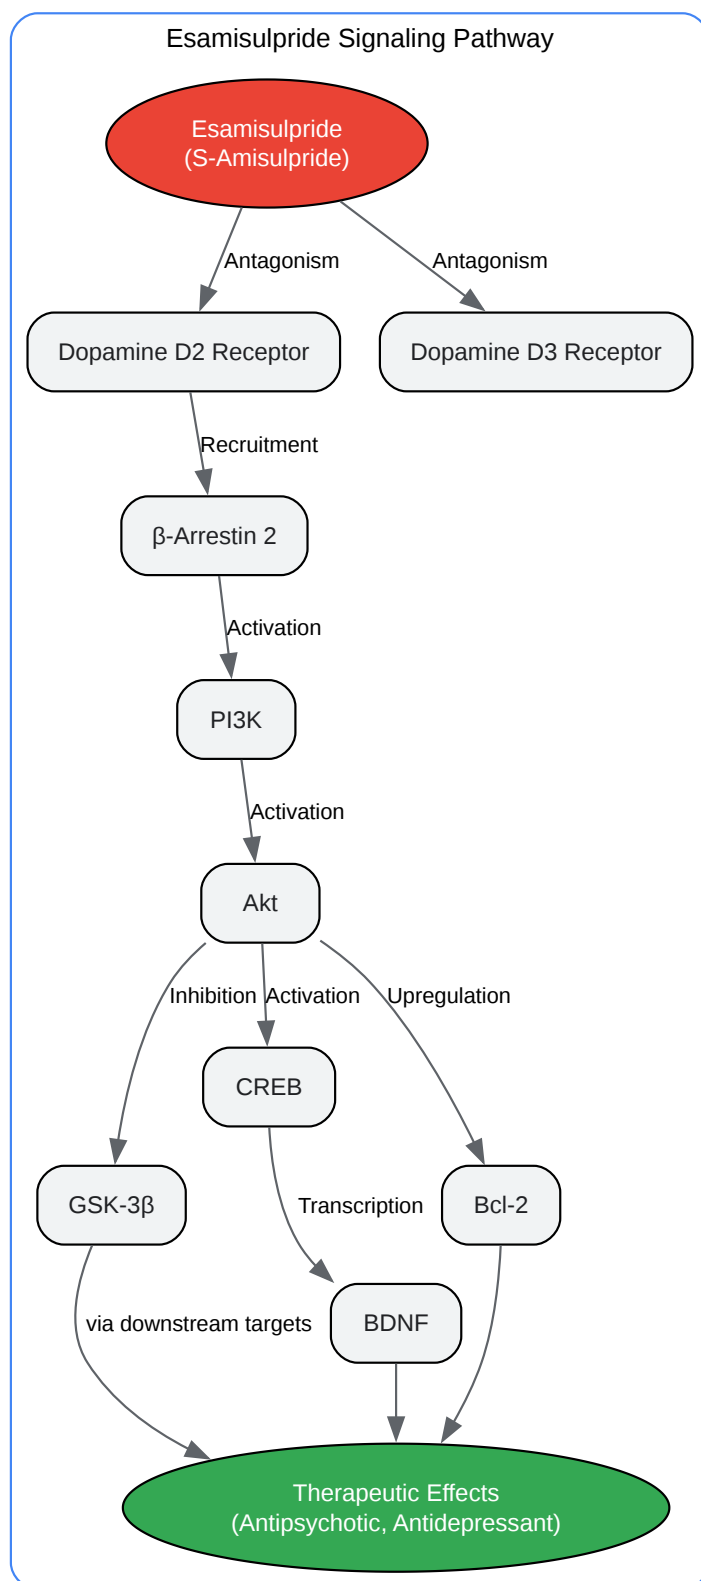 Esamisulpride Signaling Pathway
Esamisulpride
(S-Amisulpride)
Antagonism
Antagonism
Dopamine D2 Receptor
Dopamine D3 Receptor
Recruitment
β-Arrestin 2
Activation
PI3K
Activation
Akt
Inhibition
Activation
Upregulation
CREB
GSK-3β
Transcription
Bcl-2
via downstream targets
BDNF
Therapeutic Effects
(Antipsychotic, Antidepressant)